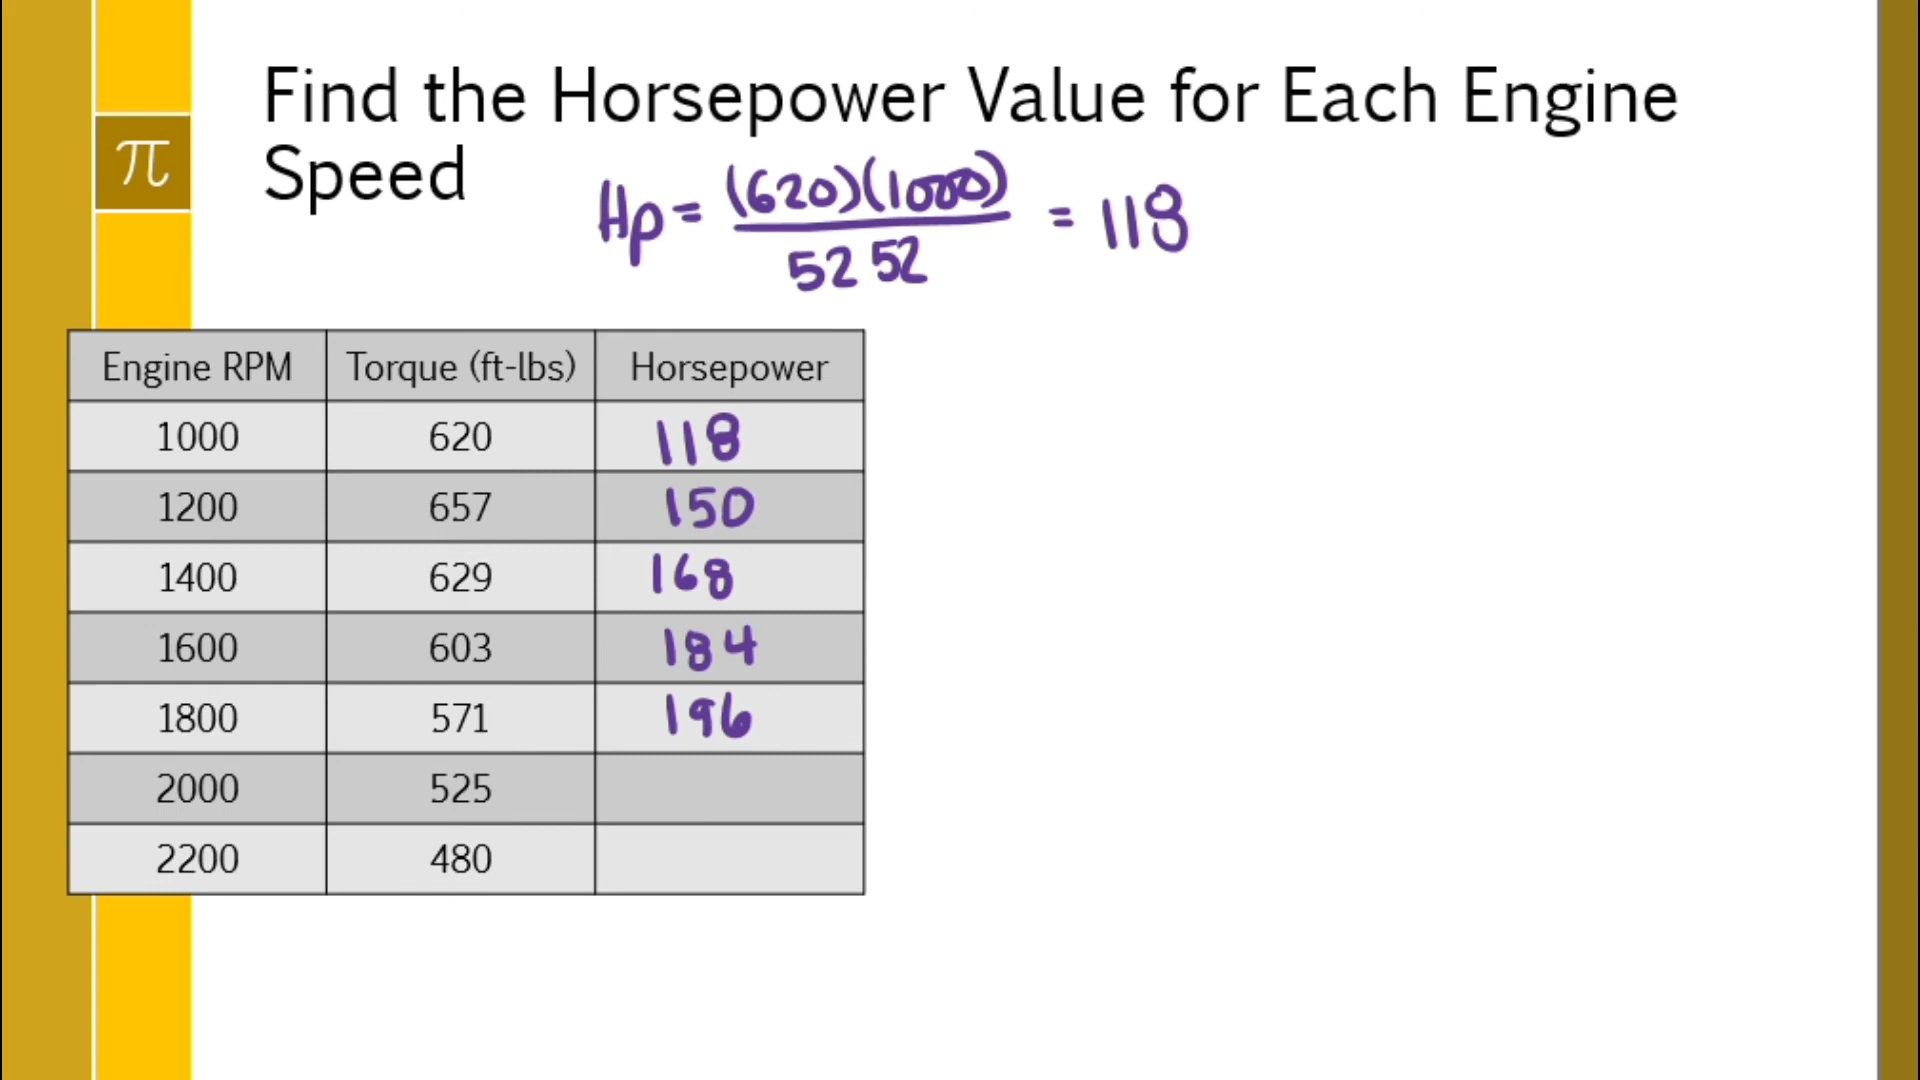 Find the Horsepower Value for Each Engine
Speed
Hp = (620)(1000) / 5252 = 118
π
Engine RPM Torque (ft-lbs) Horsepower
1000 620 118
1200 657 150
1400 629 168
1600 603 184
1800 571 196
2000 525
2200 480